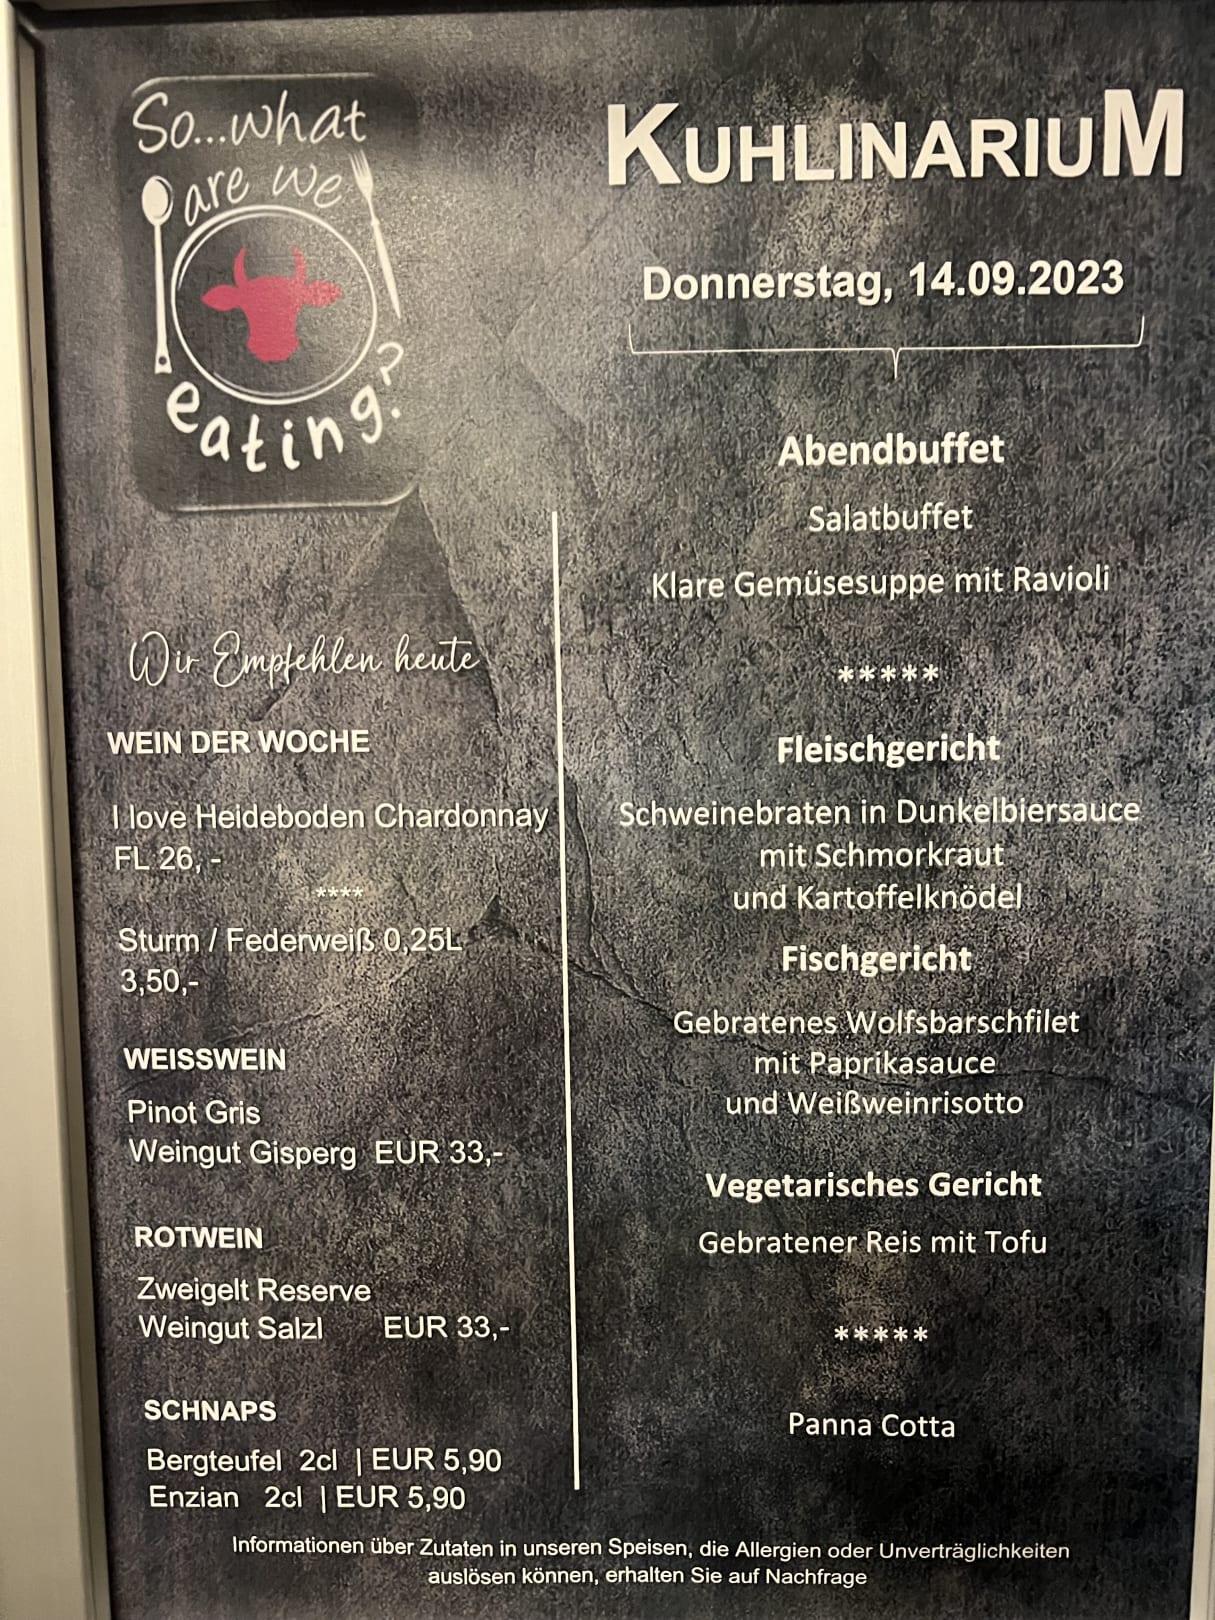 So...what
are we
eating?
Wir Empfehlen heute
WEIN DER WOCHE
I love Heideboden Chardonnay
FL 26, -
****
Sturm / Federweiß 0,25L
3,50,-
WEISSWEIN
Pinot Gris
Weingut Gisperg EUR 33,-
ROTWEIN
Zweigelt Reserve
Weingut Salzl EUR 33,-
SCHNAPS
Bergteufel 2cl | EUR 5,90
Enzian 2cl | EUR 5,90
KUHLINARIUM
Donnerstag, 14.09.2023
Abendbuffet
Salatbuffet
Klare Gemüsesuppe mit Ravioli
*****
Fleischgericht
Schweinebraten in Dunkelbiersauce
mit Schmorkraut
und Kartoffelknödel
Fischgericht
Gebratenes Wolfsbarschfilet
mit Paprikasauce
und Weißweinrisotto
Vegetarisches Gericht
Gebratener Reis mit Tofu
*****
Panna Cotta
Informationen über Zutaten in unseren Speisen, die Allergien oder Unverträglichkeiten
auslösen können, erhalten Sie auf Nachfrage